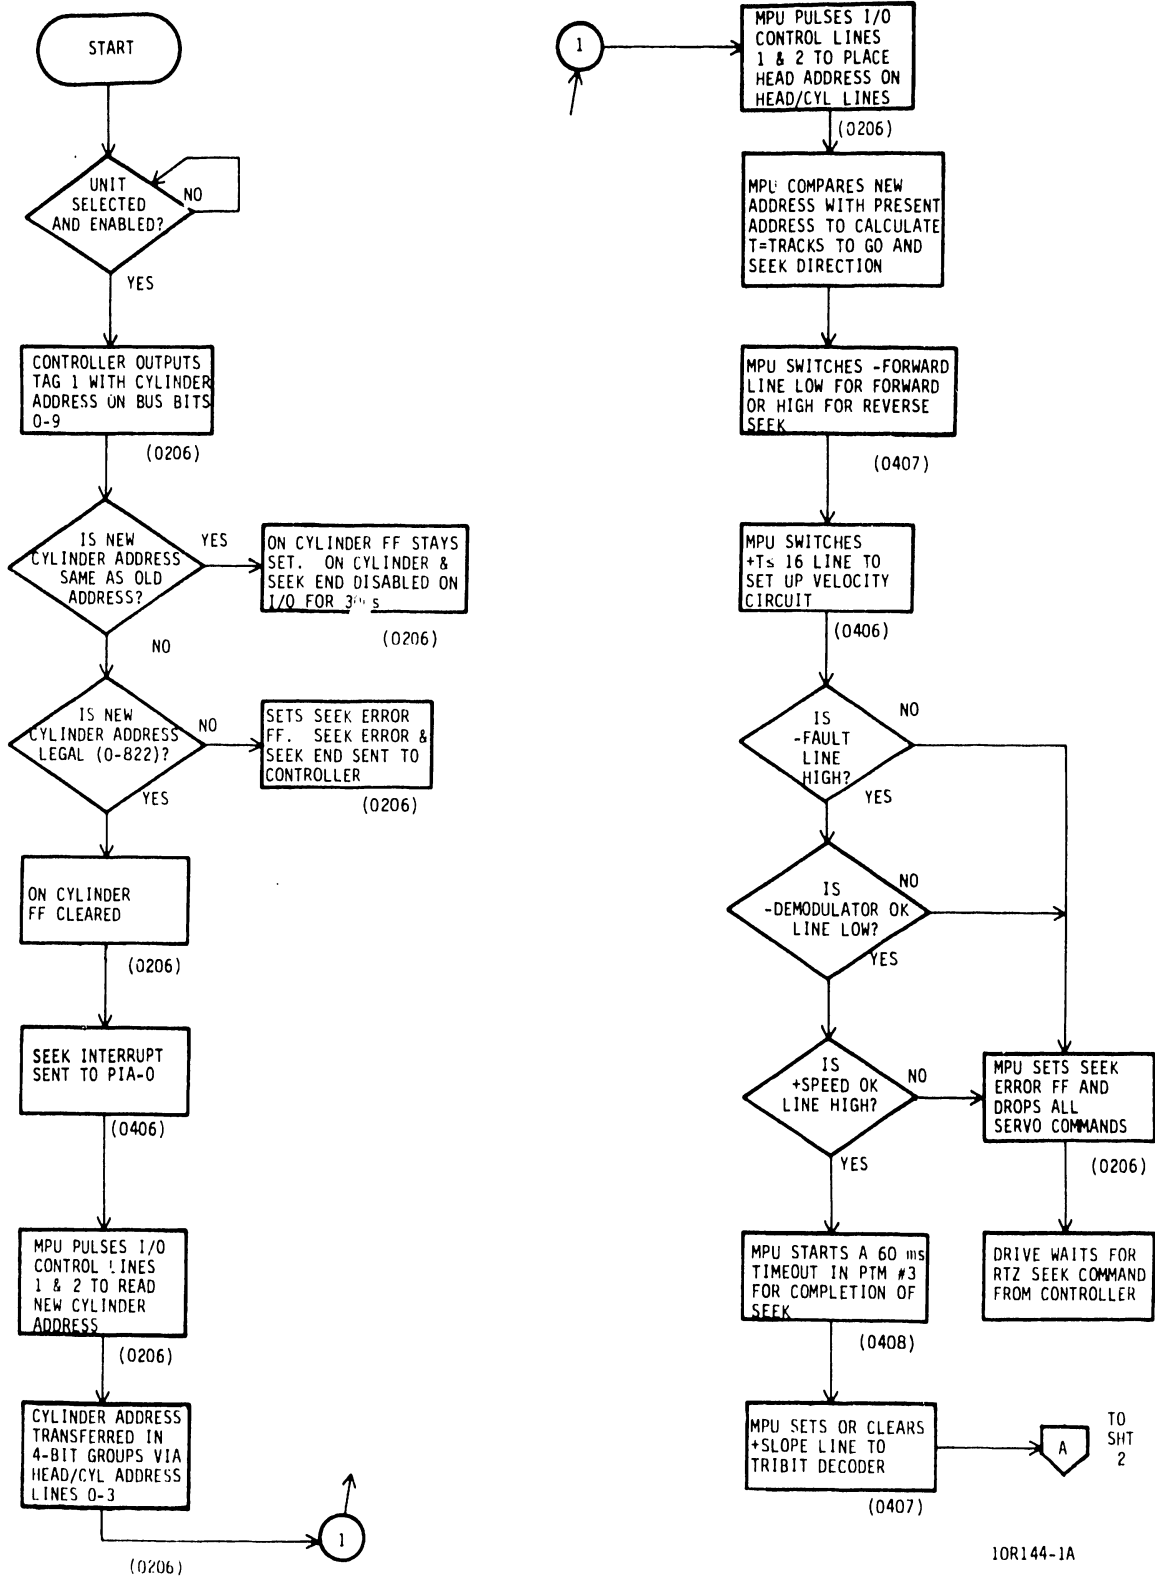 START
UNIT
SELECTED
AND ENABLED?
NO
YES
CONTROLLER OUTPUTS
TAG 1 WITH CYLINDER
ADDRESS ON BUS BITS
0-9
(0206)
IS NEW
CYLINDER ADDRESS
SAME AS OLD
ADDRESS?
YES
ON CYLINDER FF STAYS
SET. ON CYLINDER &
SEEK END DISABLED ON
I/O FOR
(0206)
NO
IS NEW
CYLINDER ADDRESS
LEGAL (0-822)?
NO
SETS SEEK ERROR
FF. SEEK ERROR &
SEEK END SENT TO
CONTROLLER
(0206)
YES
ON CYLINDER
FF CLEARED
(0206)
SEEK INTERRUPT
SENT TO PIA-0
(0406)
MPU PULSES I/O
CONTROL LINES
1 & 2 TO READ
NEW CYLINDER
ADDRESS
(0206)
CYLINDER ADDRESS
TRANSFERRED IN
4-BIT GROUPS VIA
HEAD/CYL ADDRESS
LINES 0-3
(0206)
1
1
MPU PULSES I/O
CONTROL LINES
1 & 2 TO PLACE
HEAD ADDRESS ON
HEAD/CYL LINES
(0206)
MPU COMPARES NEW
ADDRESS WITH PRESENT
ADDRESS TO CALCULATE
T=TRACKS TO GO AND
SEEK DIRECTION
MPU SWITCHES -FORWARD
LINE LOW FOR FORWARD
OR HIGH FOR REVERSE
SEEK
(0407)
MPU SWITCHES
+T≤ 16 LINE TO
SET UP VELOCITY
CIRCUIT
(0406)
IS
-FAULT
LINE
HIGH?
NO
YES
IS
-DEMODULATOR OK
LINE LOW?
NO
YES
IS
+SPEED OK
LINE HIGH?
NO
MPU SETS SEEK
ERROR FF AND
DROPS ALL
SERVO COMMANDS
(0206)
DRIVE WAITS FOR
RTZ SEEK COMMAND
FROM CONTROLLER
YES
MPU STARTS A 60 ms
TIMEOUT IN PTM #3
FOR COMPLETION OF
SEEK
(0408)
MPU SETS OR CLEARS
+SLOPE LINE TO
TRIBIT DECODER
(0407)
A
TO
SHT
2
10R144-1A